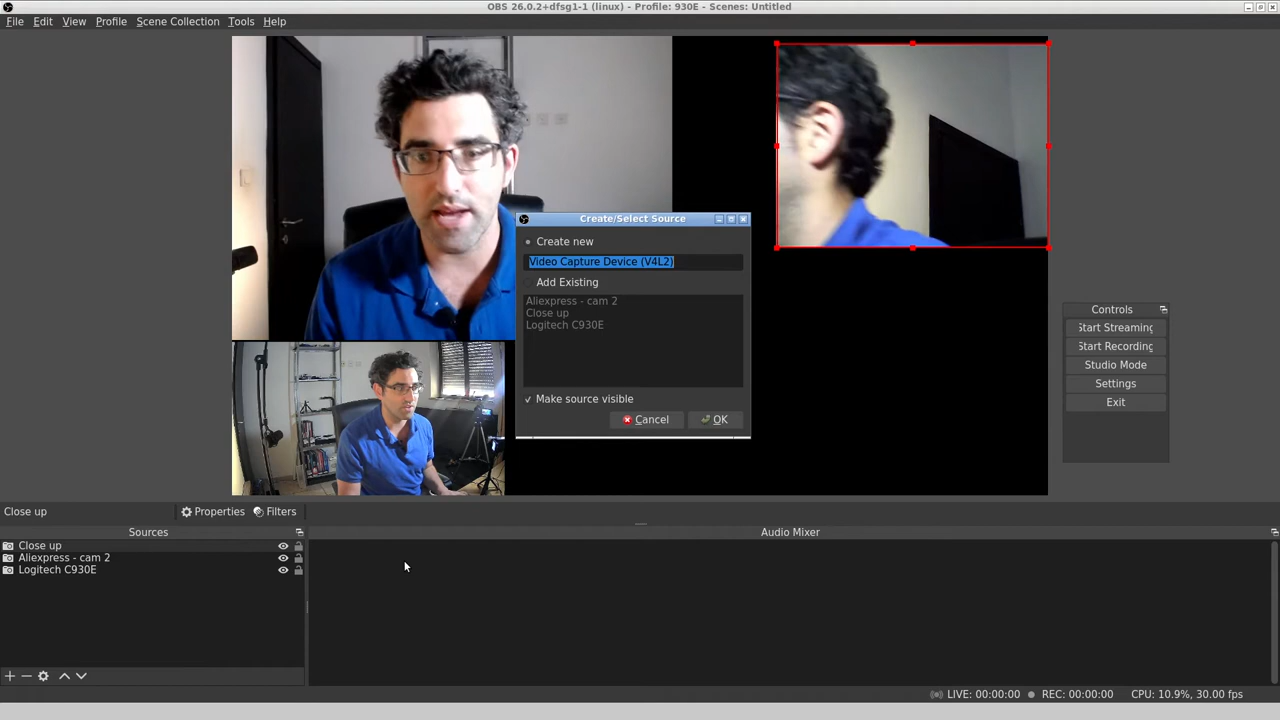 OBS 26.0.2+dfsg1-1 (linux) - Profile: 930E - Scenes: Untitled
File Edit View Profile Scene Collection Tools Help
Create/Select Source
Create new
Video Capture Device (V4L2)
Add Existing
Aliexpress - cam 2
Close up
Logitech C930E
Make source visible
Cancel OK
Controls
Start Streaming
Start Recording
Studio Mode
Settings
Exit
Close up Properties Filters
Sources
Audio Mixer
Close up
Aliexpress - cam 2
Logitech C930E
LIVE: 00:00:00 REC: 00:00:00 CPU: 10.9%, 30.00 fps